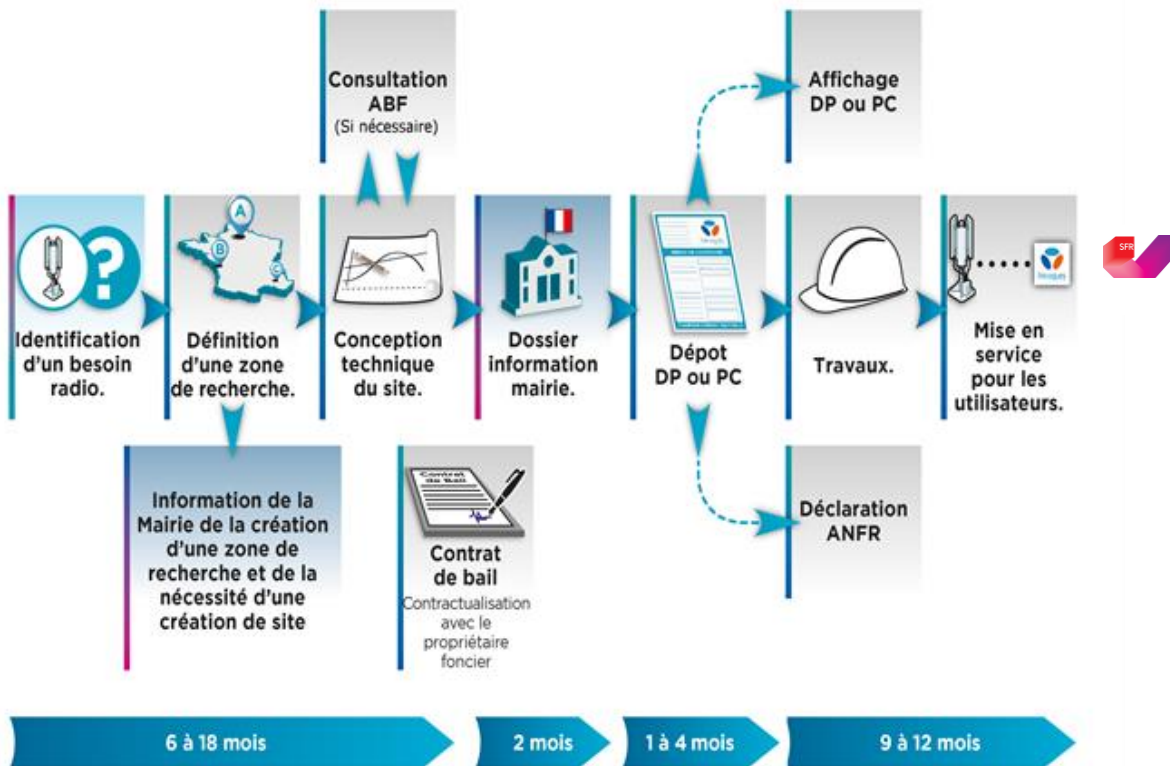 Consultation
ABF
(Si nécessaire)
Affichage
DP ou PC
A
B
C
Identification
d'un besoin
radio.
Définition
d'une zone
de recherche.
Conception
technique
du site.
Dossier
information
mairie.
Dépot
DP ou PC
Travaux.
Mise en
service
pour les
utilisateurs.
SFR
Information de la
Mairie de la création
d'une zone de
recherche et de la
nécessité d'une
création de site
Contrat
de Bail
Contrat
de bail
Contractualisation
avec le
propriétaire
foncier
Déclaration
ANFR
6 à 18 mois
2 mois
1 à 4 mois
9 à 12 mois